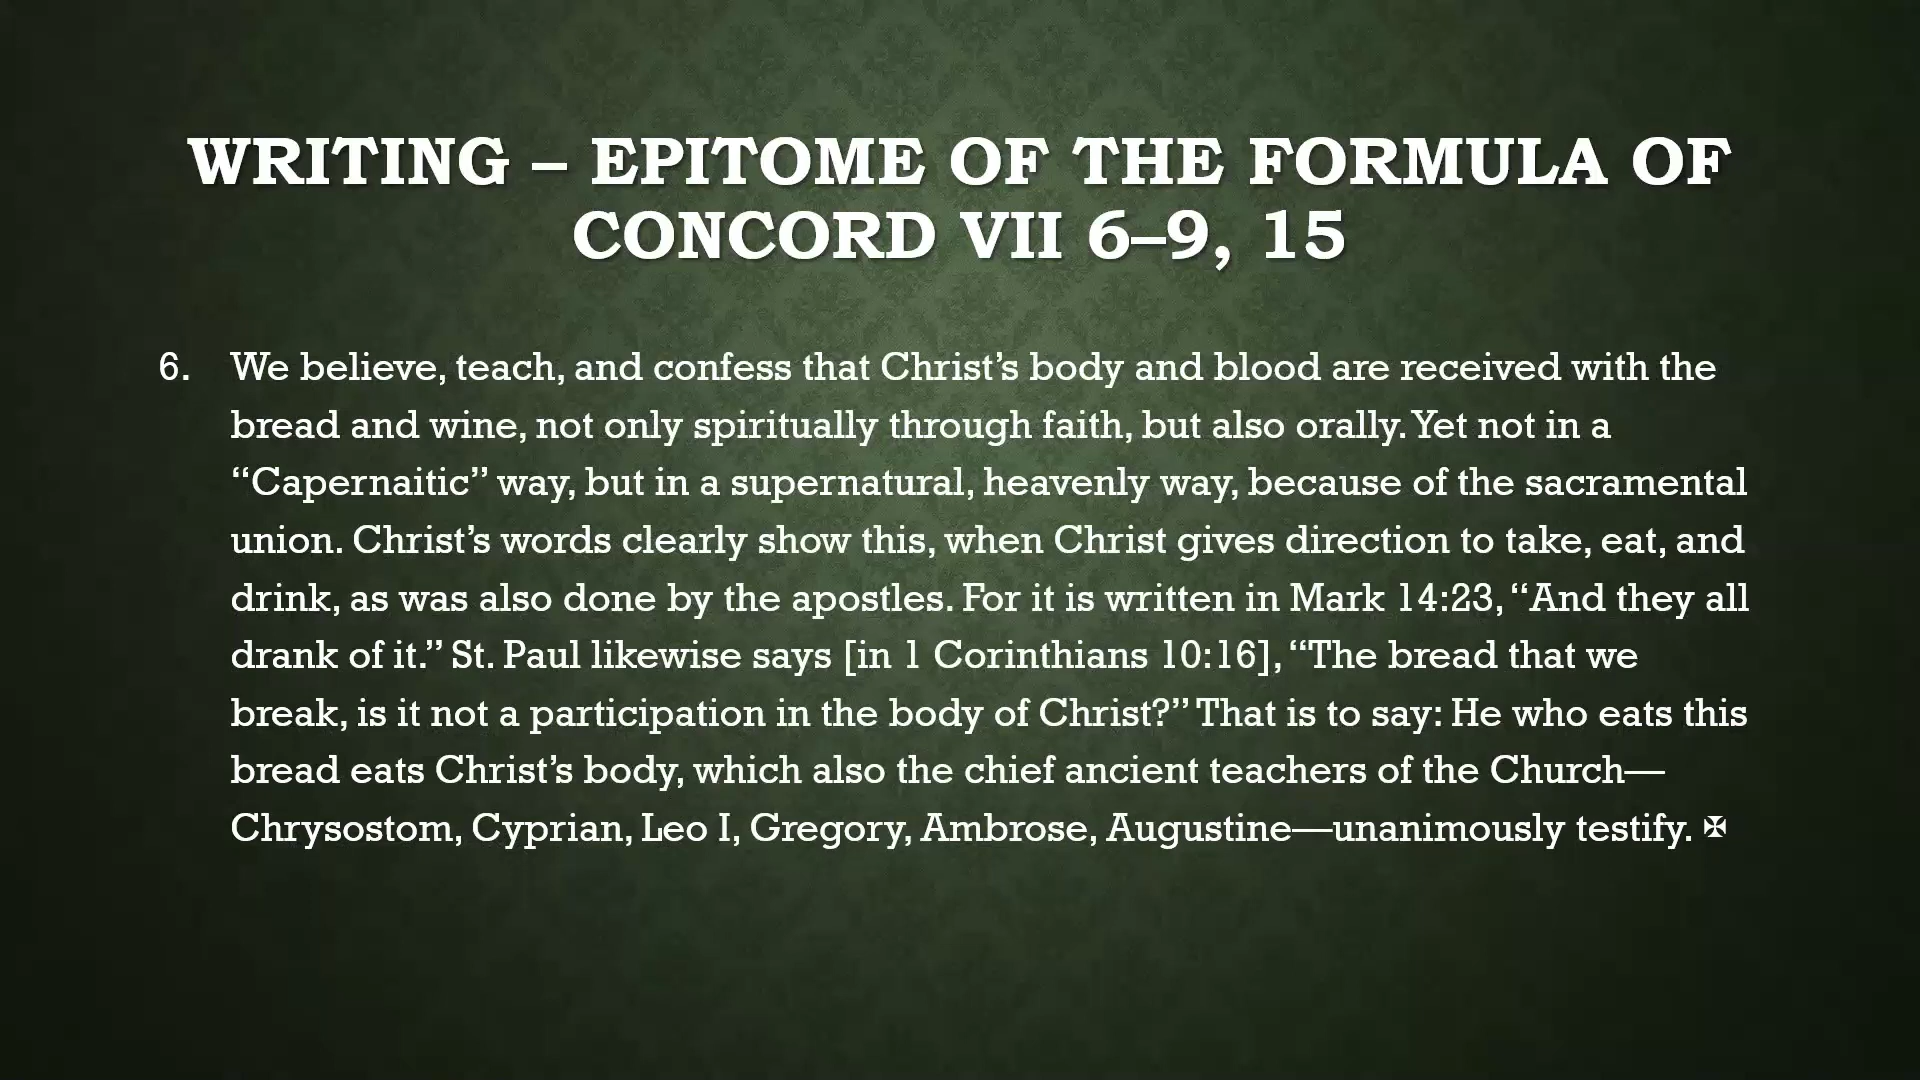 WRITING – EPITOME OF THE FORMULA OF
CONCORD VII 6–9, 15
6. We believe, teach, and confess that Christ’s body and blood are received with the
bread and wine, not only spiritually through faith, but also orally. Yet not in a
“Capernaitic” way, but in a supernatural, heavenly way, because of the sacramental
union. Christ’s words clearly show this, when Christ gives direction to take, eat, and
drink, as was also done by the apostles. For it is written in Mark 14:23, “And they all
drank of it.” St. Paul likewise says [in 1 Corinthians 10:16], “The bread that we
break, is it not a participation in the body of Christ?” That is to say: He who eats this
bread eats Christ’s body, which also the chief ancient teachers of the Church—
Chrysostom, Cyprian, Leo I, Gregory, Ambrose, Augustine—unanimously testify. ✠